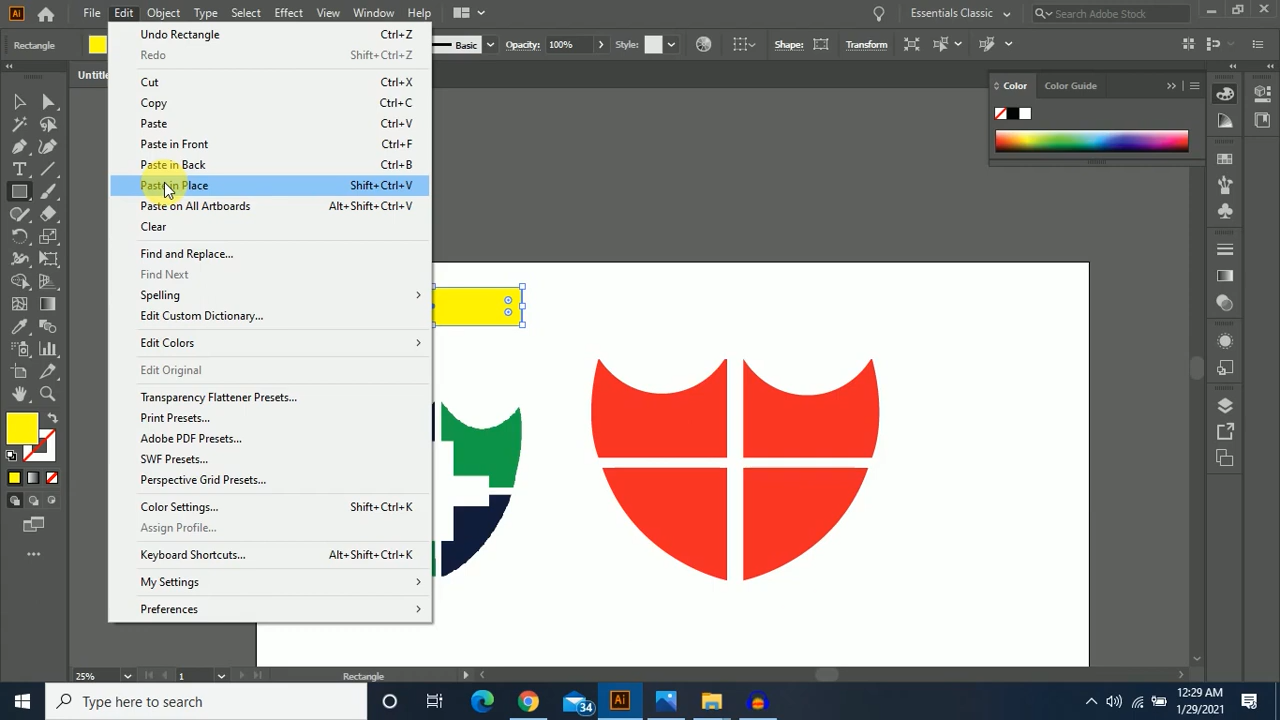 Ai File Edit Object Type Select Effect View Window Help Essentials Classic Search Adobe Stock
Rectangle Basic Opacity: 100% Style: Shape: Transform
Untitl
Undo Rectangle Ctrl+Z
Redo Shift+Ctrl+Z
Cut Ctrl+X
Copy Ctrl+C
Paste Ctrl+V
Paste in Front Ctrl+F
Paste in Back Ctrl+B
Paste in Place Shift+Ctrl+V
Paste on All Artboards Alt+Shift+Ctrl+V
Clear
Find and Replace...
Find Next
Spelling
Edit Custom Dictionary...
Edit Colors
Edit Original
Transparency Flattener Presets...
Print Presets...
Adobe PDF Presets...
SWF Presets...
Perspective Grid Presets...
Color Settings... Shift+Ctrl+K
Assign Profile...
Keyboard Shortcuts... Alt+Shift+Ctrl+K
My Settings
Preferences
Color Color Guide
25% 1 Rectangle
Type here to search
34
Ai
12:29 AM
1/29/2021